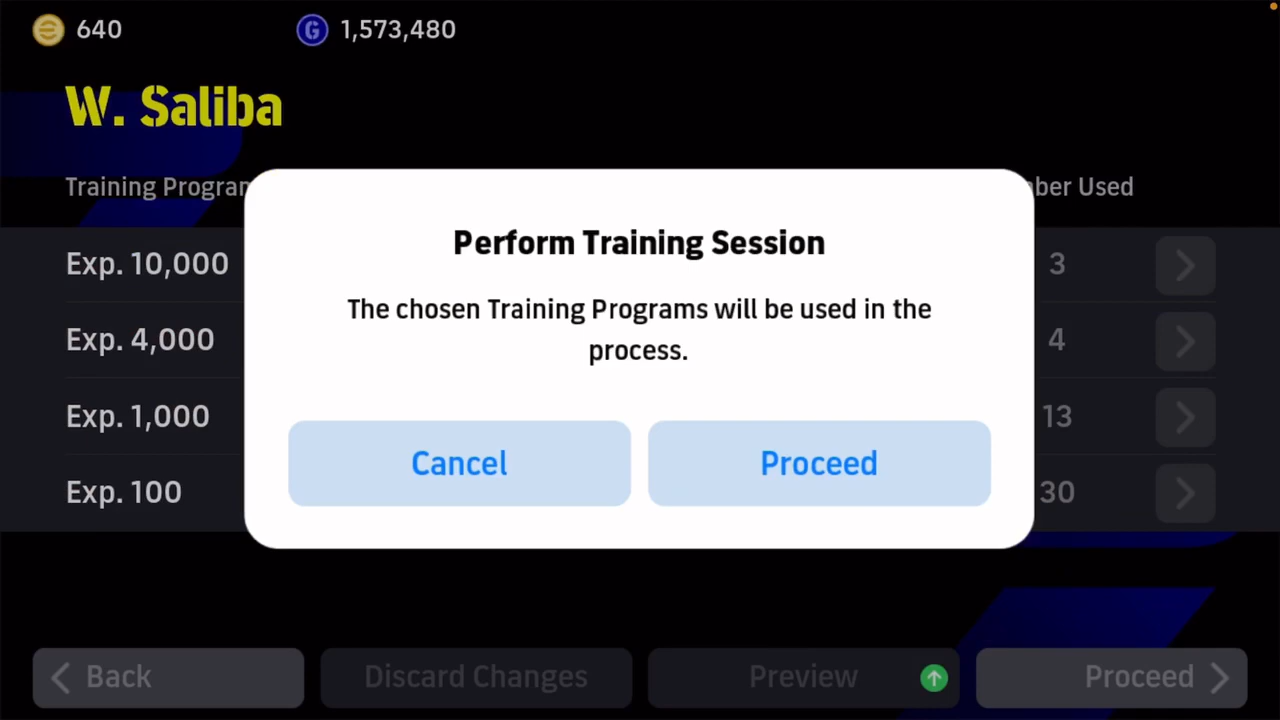 640
1,573,480
W. Saliba
Training Program
ber Used
Perform Training Session
The chosen Training Programs will be used in the
process.
Exp. 10,000
3
Exp. 4,000
4
Exp. 1,000
13
Exp. 100
30
Cancel
Proceed
Back
Discard Changes
Preview
Proceed